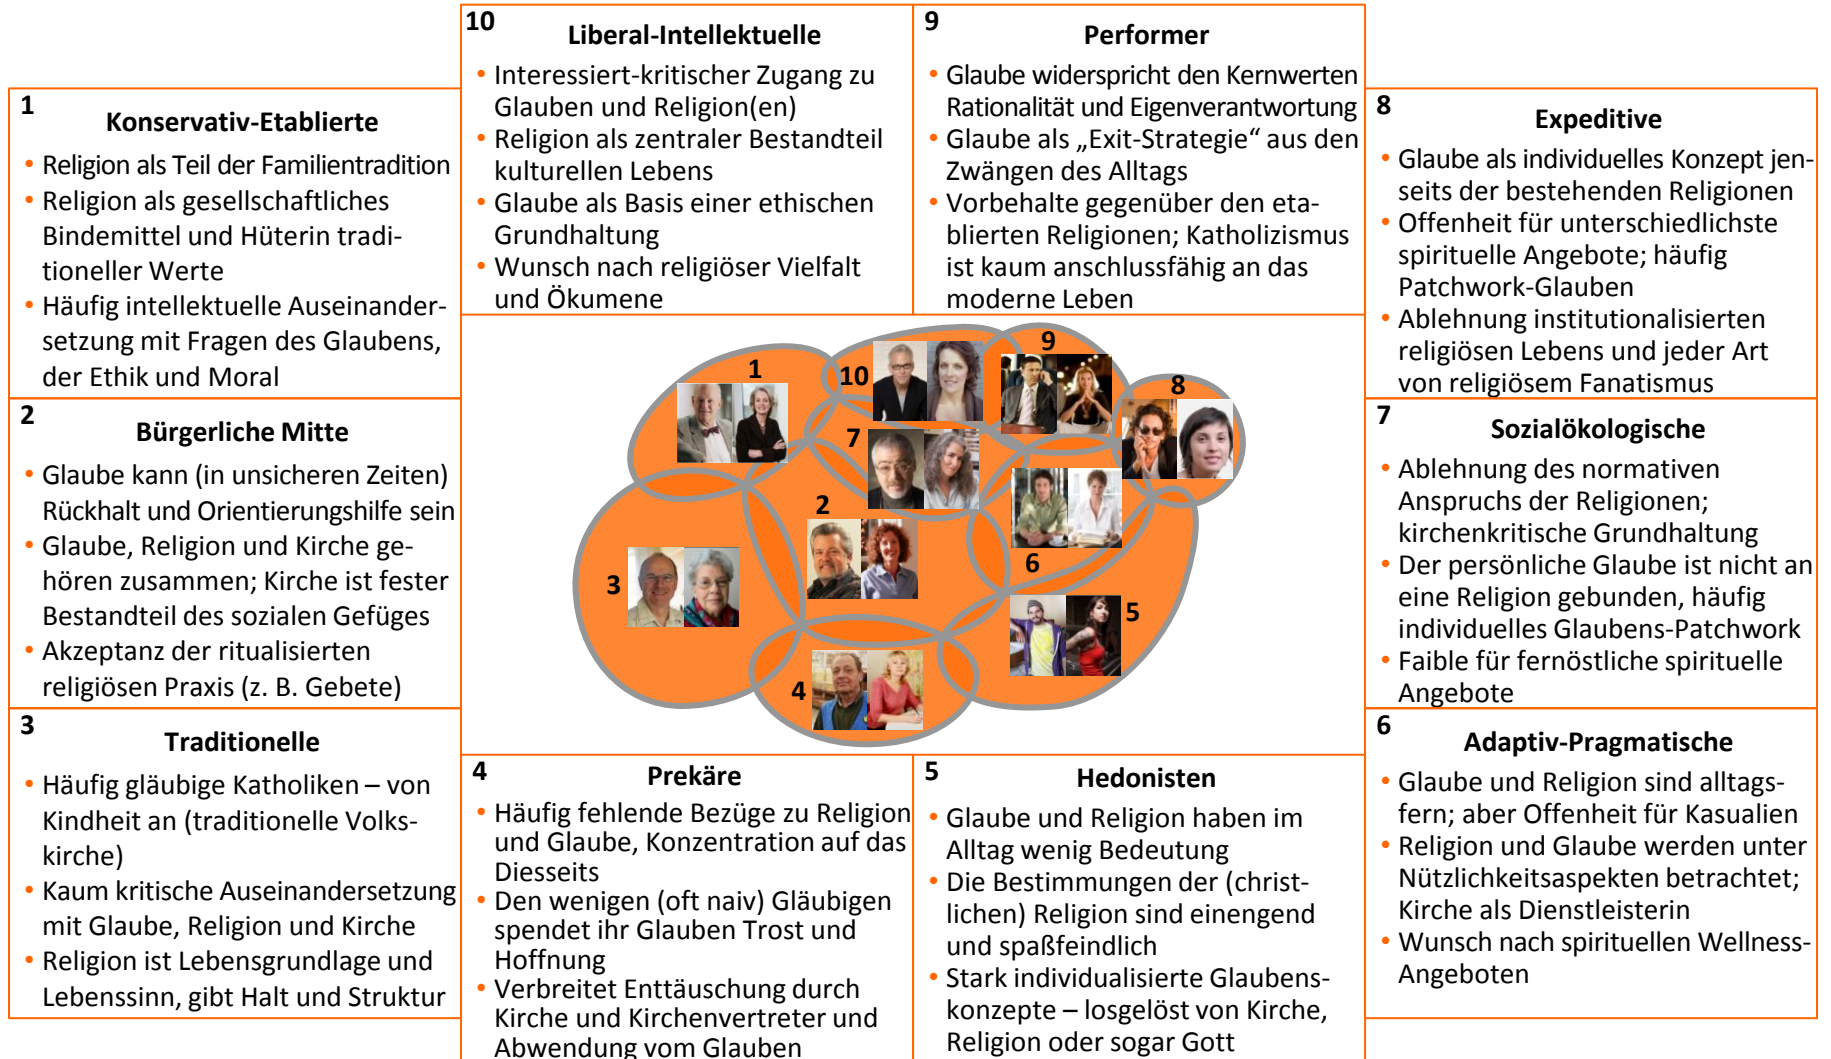 10
Liberal-Intellektuelle
• Interessiert-kritischer Zugang zu
Glauben und Religion(en)
• Religion als zentraler Bestandteil
kulturellen Lebens
• Glaube als Basis einer ethischen
Grundhaltung
• Wunsch nach religiöser Vielfalt
und Ökumene
9
Performer
• Glaube widerspricht den Kernwerten
Rationalität und Eigenverantwortung
• Glaube als „Exit-Strategie“ aus den
Zwängen des Alltags
• Vorbehalte gegenüber den eta-
blierten Religionen; Katholizismus
ist kaum anschlussfähig an das
moderne Leben
1
Konservativ-Etablierte
• Religion als Teil der Familientradition
• Religion als gesellschaftliches
Bindemittel und Hüterin tradi-
tioneller Werte
• Häufig intellektuelle Auseinander-
setzung mit Fragen des Glaubens,
der Ethik und Moral
8
Expeditive
• Glaube als individuelles Konzept jen-
seits der bestehenden Religionen
• Offenheit für unterschiedlichste
spirituelle Angebote; häufig
Patchwork-Glauben
• Ablehnung institutionalisierten
religiösen Lebens und jeder Art
von religiösem Fanatismus
2
Bürgerliche Mitte
• Glaube kann (in unsicheren Zeiten)
Rückhalt und Orientierungshilfe sein
• Glaube, Religion und Kirche ge-
hören zusammen; Kirche ist fester
Bestandteil des sozialen Gefüges
• Akzeptanz der ritualisierten
religiösen Praxis (z. B. Gebete)
9
1
10
8
7
2
6
3
5
4
7
Sozialökologische
• Ablehnung des normativen
Anspruchs der Religionen;
kirchenkritische Grundhaltung
• Der persönliche Glaube ist nicht an
eine Religion gebunden, häufig
individuelles Glaubens-Patchwork
• Faible für fernöstliche spirituelle
Angebote
3
Traditionelle
• Häufig gläubige Katholiken – von
Kindheit an (traditionelle Volks-
kirche)
• Kaum kritische Auseinandersetzung
mit Glaube, Religion und Kirche
• Religion ist Lebensgrundlage und
Lebenssinn, gibt Halt und Struktur
4
Prekäre
• Häufig fehlende Bezüge zu Religion
und Glaube, Konzentration auf das
Diesseits
• Den wenigen (oft naiv) Gläubigen
spendet ihr Glauben Trost und
Hoffnung
• Verbreitet Enttäuschung durch
Kirche und Kirchenvertreter und
Abwendung vom Glauben
5
Hedonisten
• Glaube und Religion haben im
Alltag wenig Bedeutung
• Die Bestimmungen der (christ-
lichen) Religion sind einengend
und spaßfeindlich
• Stark individualisierte Glaubens-
konzepte – losgelöst von Kirche,
Religion oder sogar Gott
6
Adaptiv-Pragmatische
• Glaube und Religion sind alltags-
fern; aber Offenheit für Kasualien
• Religion und Glaube werden unter
Nützlichkeitsaspekten betrachtet;
Kirche als Dienstleisterin
• Wunsch nach spirituellen Wellness-
Angeboten